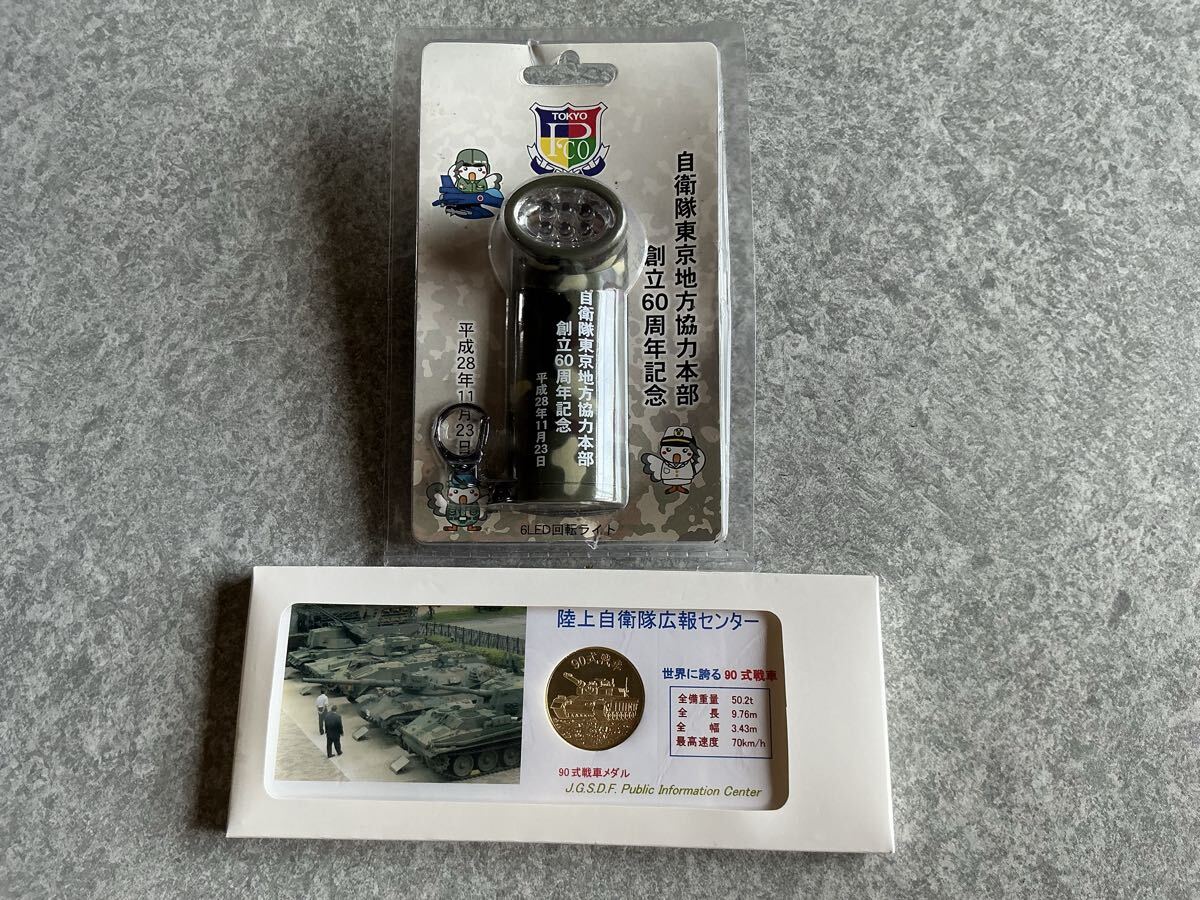 TOKYO
PCO
自衛隊東京地方協力本部
創立60周年記念
平成28年11月23日
自衛隊東京地方協力本部
創立60周年記念
平成28年11月23日
6LED回転ライト
陸上自衛隊広報センター
90式戦車
世界に誇る90式戦車
全備重量 50.2t
全長 9.76m
全幅 3.43m
最高速度 70km/h
90式戦車メダル
J.G.S.D.F. Public Information Center